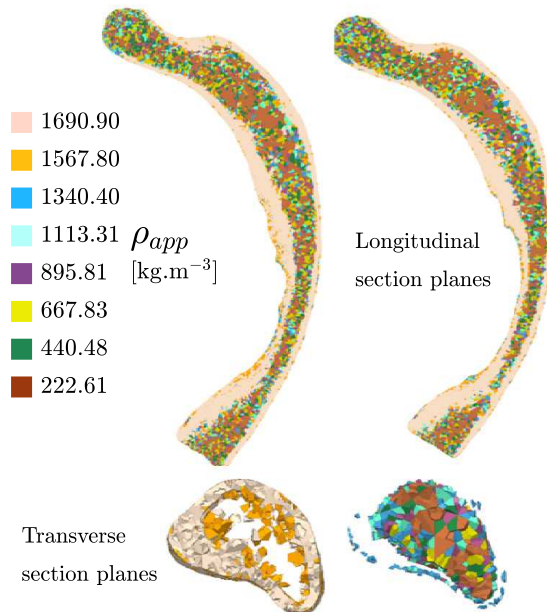 1690.90
1567.80
1340.40
1113.31
895.81
667.83
440.48
222.61
ρapp
[kg.m⁻³]
Longitudinal
section planes
Transverse
section planes